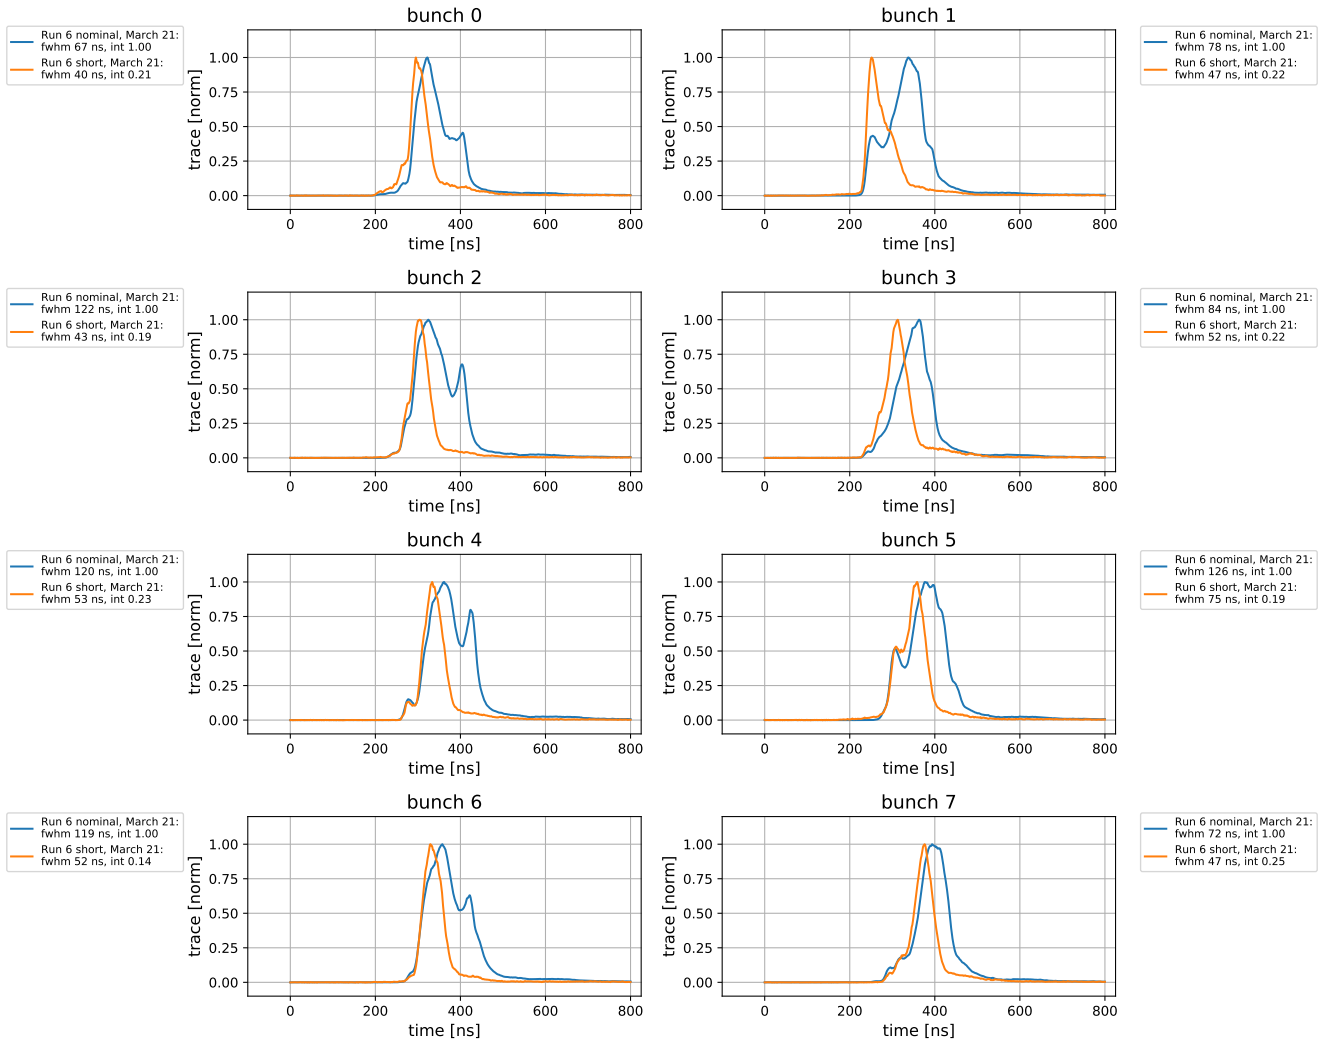 bunch 0
Run 6 nominal, March 21:
fwhm 67 ns, int 1.00
Run 6 short, March 21:
fwhm 40 ns, int 0.21
trace [norm]
1.00
0.75
0.50
0.25
0.00
0 200 400 600 800
time [ns]
bunch 1
Run 6 nominal, March 21:
fwhm 78 ns, int 1.00
Run 6 short, March 21:
fwhm 47 ns, int 0.22
trace [norm]
1.00
0.75
0.50
0.25
0.00
0 200 400 600 800
time [ns]
bunch 2
Run 6 nominal, March 21:
fwhm 122 ns, int 1.00
Run 6 short, March 21:
fwhm 43 ns, int 0.19
trace [norm]
1.00
0.75
0.50
0.25
0.00
0 200 400 600 800
time [ns]
bunch 3
Run 6 nominal, March 21:
fwhm 84 ns, int 1.00
Run 6 short, March 21:
fwhm 52 ns, int 0.22
trace [norm]
1.00
0.75
0.50
0.25
0.00
0 200 400 600 800
time [ns]
bunch 4
Run 6 nominal, March 21:
fwhm 120 ns, int 1.00
Run 6 short, March 21:
fwhm 53 ns, int 0.23
trace [norm]
1.00
0.75
0.50
0.25
0.00
0 200 400 600 800
time [ns]
bunch 5
Run 6 nominal, March 21:
fwhm 126 ns, int 1.00
Run 6 short, March 21:
fwhm 75 ns, int 0.19
trace [norm]
1.00
0.75
0.50
0.25
0.00
0 200 400 600 800
time [ns]
bunch 6
Run 6 nominal, March 21:
fwhm 119 ns, int 1.00
Run 6 short, March 21:
fwhm 52 ns, int 0.14
trace [norm]
1.00
0.75
0.50
0.25
0.00
0 200 400 600 800
time [ns]
bunch 7
Run 6 nominal, March 21:
fwhm 72 ns, int 1.00
Run 6 short, March 21:
fwhm 47 ns, int 0.25
trace [norm]
1.00
0.75
0.50
0.25
0.00
0 200 400 600 800
time [ns]